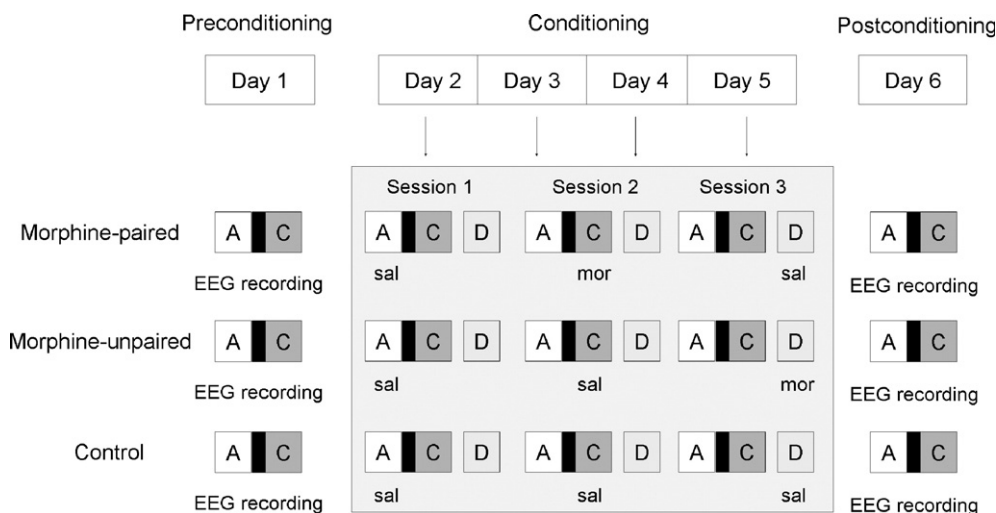 Preconditioning Conditioning Postconditioning
Day 1 Day 2 Day 3 Day 4 Day 5 Day 6
Session 1 Session 2 Session 3
Morphine-paired A C A C D A C D A C D A C
EEG recording sal mor sal EEG recording
Morphine-unpaired A C A C D A C D A C D A C
EEG recording sal sal mor EEG recording
Control A C A C D A C D A C D A C
EEG recording sal sal sal EEG recording